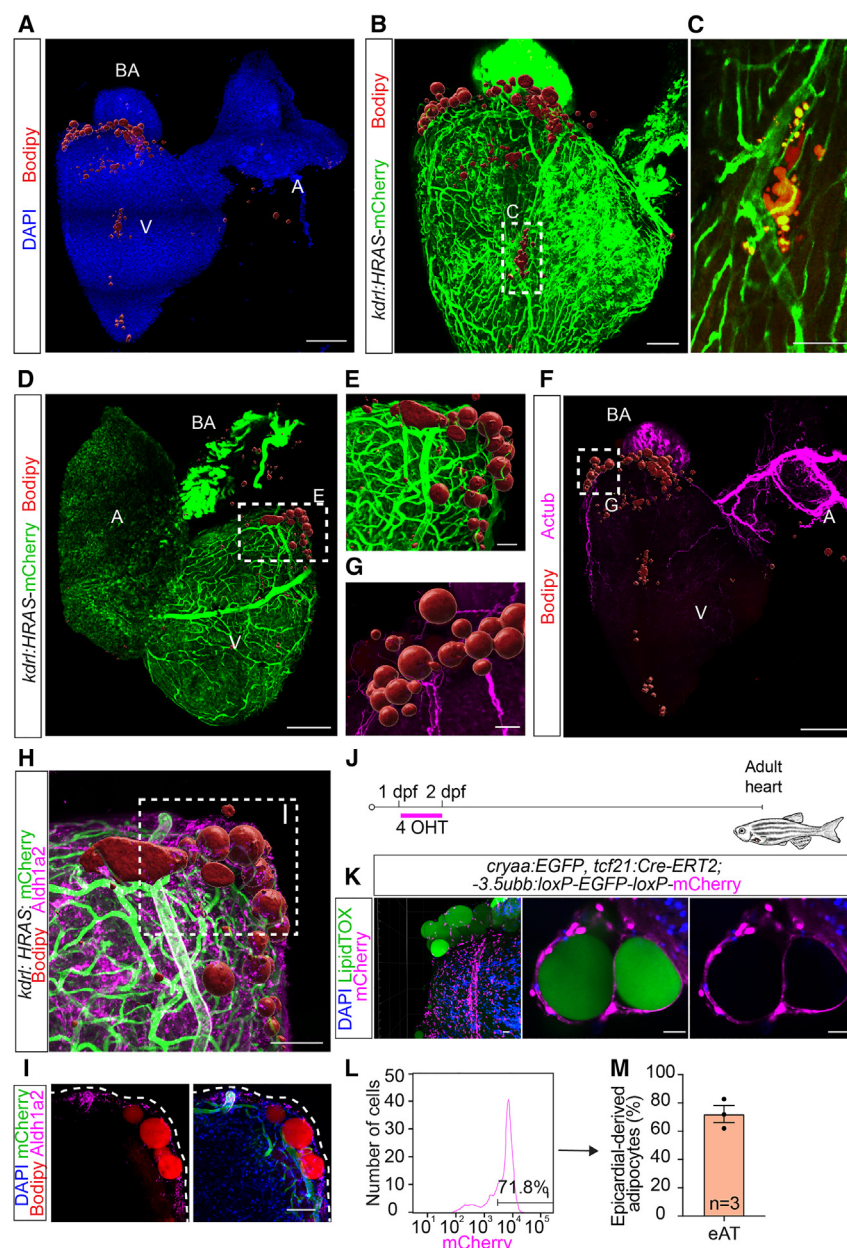 A
BA
A
V
DAPI Bodipy
B
kdrl:HRAS-mCherry Bodipy
C
C
D
BA
A
E
V
kdrl:HRAS-mCherry Bodipy
E
F
BA
G
A
V
Bodipy Actub
G
H
I
kdrl: HRAS; mCherry
Bodipy Aldh1a2
I
DAPI mCherry
Bodipy Aldh1a2
J
1 dpf 2 dpf
4 OHT
Adult
heart
K
cryaa:EGFP, tcf21:Cre-ERT2;
-3.5ubb:loxP-EGFP-loxP-mCherry
DAPI LipidTOX
mCherry
L
Number of cells
50
40
30
20
10
0
71.8%
10¹ 10² 10³ 10⁴ 10⁵
mCherry
M
Epicardial-derived
adipocytes (%)
100
80
60
40
20
0
n=3
eAT